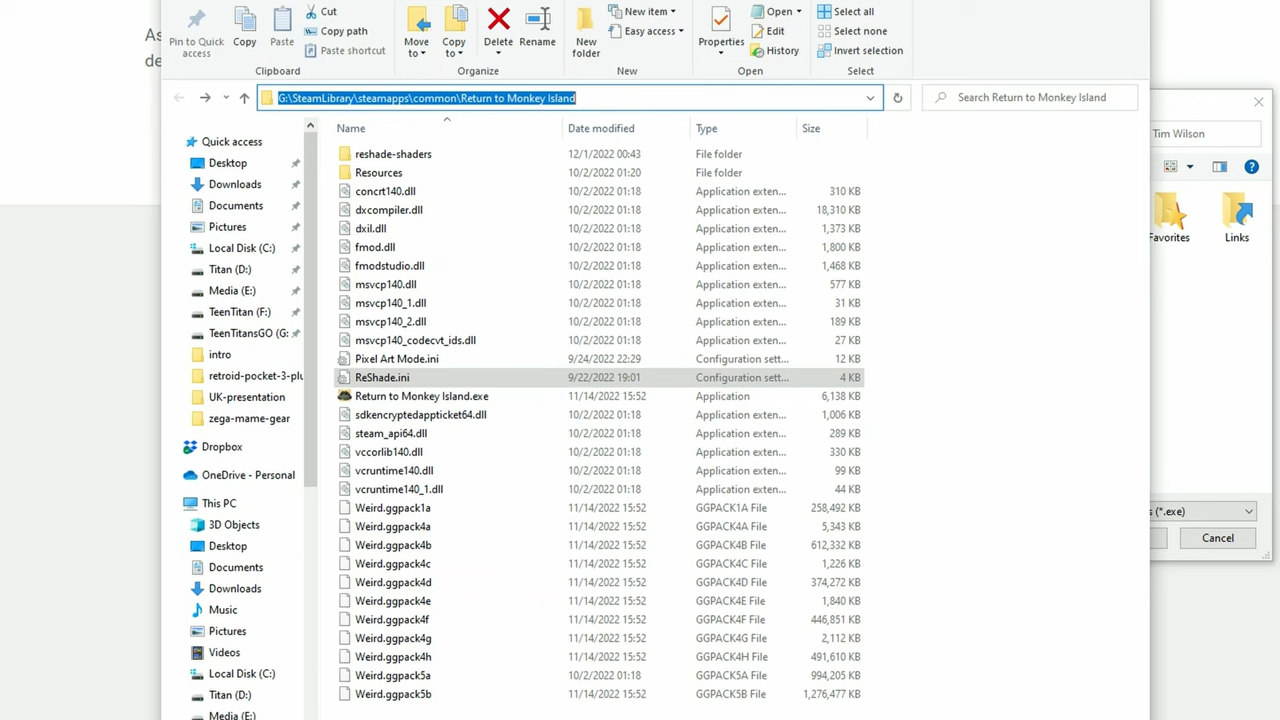 As
de
Pin to Quick access
Copy
Paste
Cut
Copy path
Paste shortcut
Clipboard
Move to
Copy to
Delete
Rename
Organize
New folder
New item
Easy access
New
Properties
Open
Edit
History
Open
Select all
Select none
Invert selection
Select
G:\SteamLibrary\steamapps\common\Return to Monkey Island
Search Return to Monkey Island
Tim Wilson
Favorites
Links
s (*.exe)
Cancel
Quick access
Desktop
Downloads
Documents
Pictures
Local Disk (C:)
Titan (D:)
Media (E:)
TeenTitan (F:)
TeenTitansGO (G:
intro
retroid-pocket-3-plu
UK-presentation
zega-mame-gear
Dropbox
OneDrive - Personal
This PC
3D Objects
Desktop
Documents
Downloads
Music
Pictures
Videos
Local Disk (C:)
Titan (D:)
Media (E:)
Name Date modified Type Size
reshade-shaders 12/1/2022 00:43 File folder
Resources 10/2/2022 01:20 File folder
concrt140.dll 10/2/2022 01:18 Application exten... 310 KB
dxcompiler.dll 10/2/2022 01:18 Application exten... 18,310 KB
dxil.dll 10/2/2022 01:18 Application exten... 1,373 KB
fmod.dll 10/2/2022 01:18 Application exten... 1,800 KB
fmodstudio.dll 10/2/2022 01:18 Application exten... 1,468 KB
msvcp140.dll 10/2/2022 01:18 Application exten... 577 KB
msvcp140_1.dll 10/2/2022 01:18 Application exten... 31 KB
msvcp140_2.dll 10/2/2022 01:18 Application exten... 189 KB
msvcp140_codecvt_ids.dll 10/2/2022 01:18 Application exten... 27 KB
Pixel Art Mode.ini 9/24/2022 22:29 Configuration sett... 12 KB
ReShade.ini 9/22/2022 19:01 Configuration sett... 4 KB
Return to Monkey Island.exe 11/14/2022 15:52 Application 6,138 KB
sdkencryptedappticket64.dll 10/2/2022 01:18 Application exten... 1,006 KB
steam_api64.dll 10/2/2022 01:18 Application exten... 289 KB
vccorlib140.dll 10/2/2022 01:18 Application exten... 330 KB
vcruntime140.dll 10/2/2022 01:18 Application exten... 99 KB
vcruntime140_1.dll 10/2/2022 01:18 Application exten... 44 KB
Weird.ggpack1a 11/14/2022 15:52 GGPACK1A File 258,492 KB
Weird.ggpack4a 11/14/2022 15:52 GGPACK4A File 5,343 KB
Weird.ggpack4b 11/14/2022 15:52 GGPACK4B File 612,332 KB
Weird.ggpack4c 11/14/2022 15:52 GGPACK4C File 1,226 KB
Weird.ggpack4d 11/14/2022 15:52 GGPACK4D File 374,272 KB
Weird.ggpack4e 11/14/2022 15:52 GGPACK4E File 1,840 KB
Weird.ggpack4f 11/14/2022 15:52 GGPACK4F File 446,851 KB
Weird.ggpack4g 11/14/2022 15:52 GGPACK4G File 2,112 KB
Weird.ggpack4h 11/14/2022 15:52 GGPACK4H File 491,610 KB
Weird.ggpack5a 10/2/2022 01:18 GGPACK5A File 994,205 KB
Weird.ggpack5b 11/14/2022 15:52 GGPACK5B File 1,276,477 KB